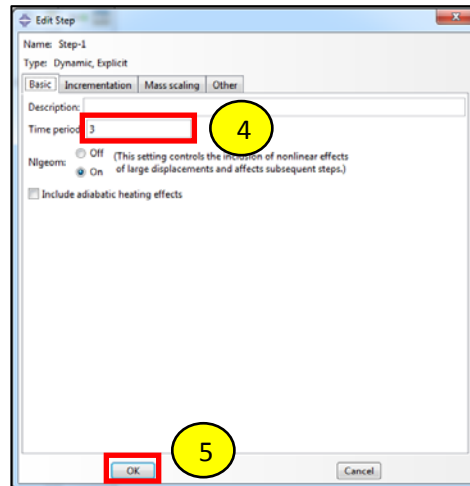 Edit Step
Name: Step-1
Type: Dynamic, Explicit
Basic Incrementation Mass scaling Other
Description:
Time period: 3
4
Nlgeom: Off (This setting controls the inclusion of nonlinear effects
On of large displacements and affects subsequent steps.)
Include adiabatic heating effects
5
OK Cancel